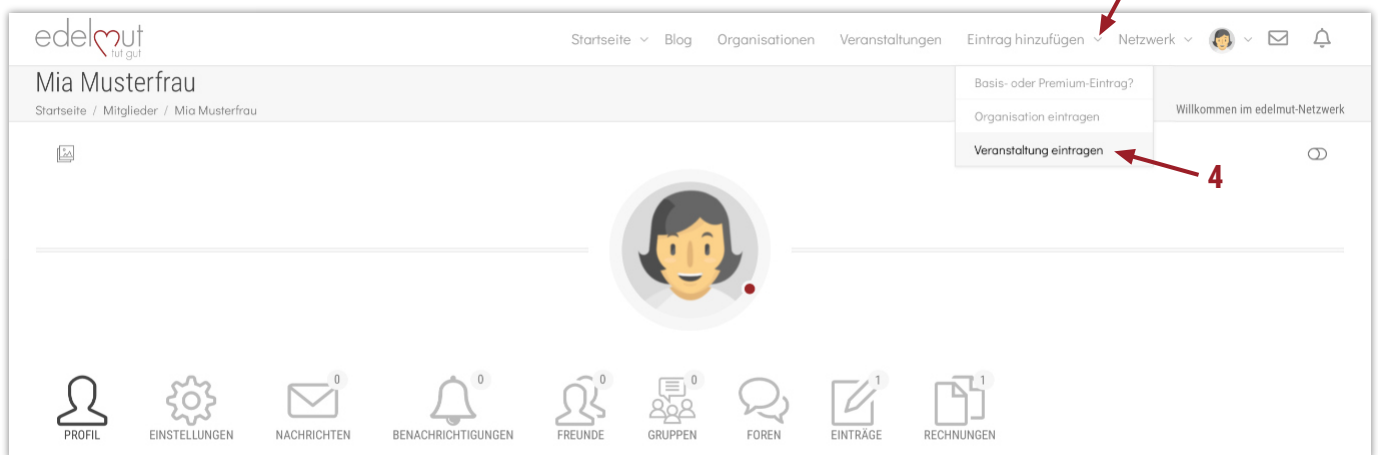 edelmut
tut gut
Startseite Blog Organisationen Veranstaltungen Eintrag hinzufügen Netzwerk
Mia Musterfrau
Startseite / Mitglieder / Mia Musterfrau
Willkommen im edelmut-Netzwerk
Basis- oder Premium-Eintrag?
Organisation eintragen
Veranstaltung eintragen
4
0 0 0 0 1 1
PROFIL EINSTELLUNGEN NACHRICHTEN BENACHRICHTIGUNGEN FREUNDE GRUPPEN FOREN EINTRÄGE RECHNUNGEN